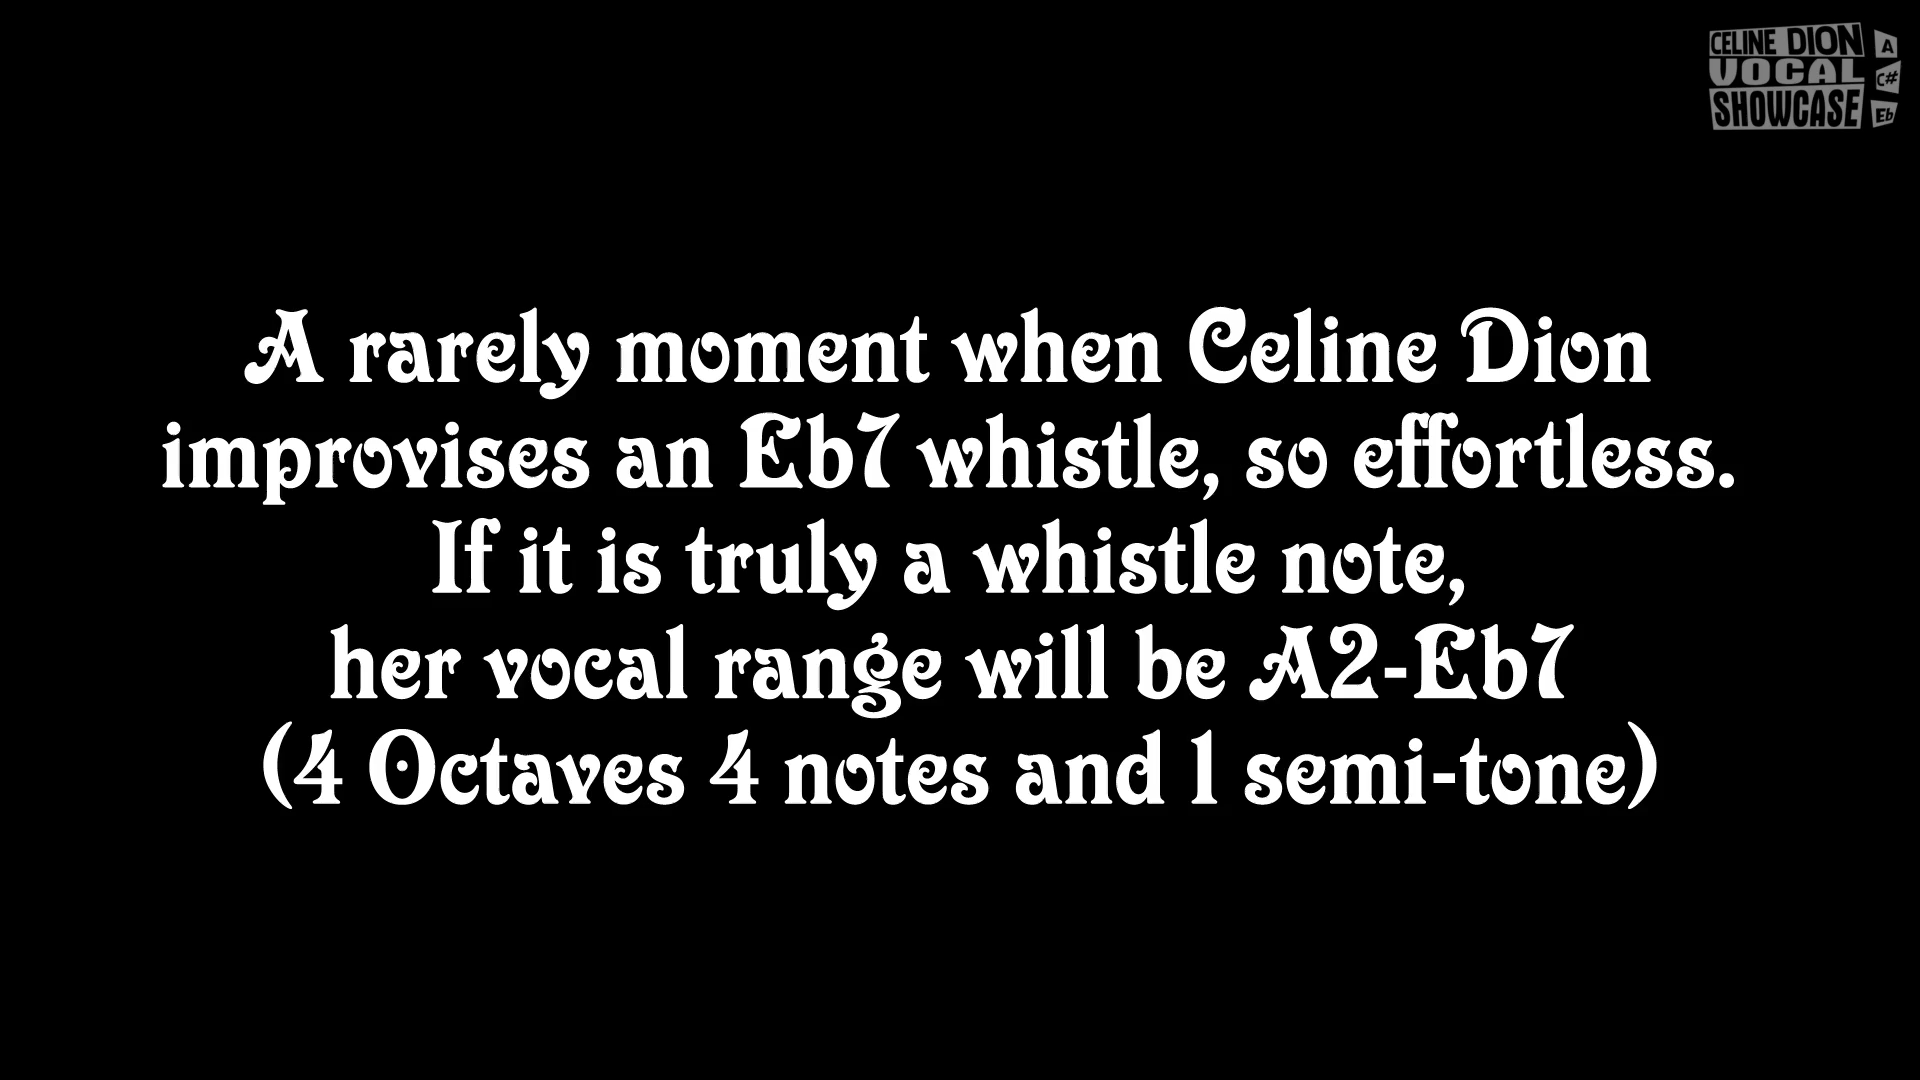 CELINE DION
VOCAL
SHOWCASE
A
C#
Eb
A rarely moment when Celine Dion
improvises an Eb7 whistle, so effortless.
If it is truly a whistle note,
her vocal range will be A2-Eb7
(4 Octaves 4 notes and 1 semi-tone)